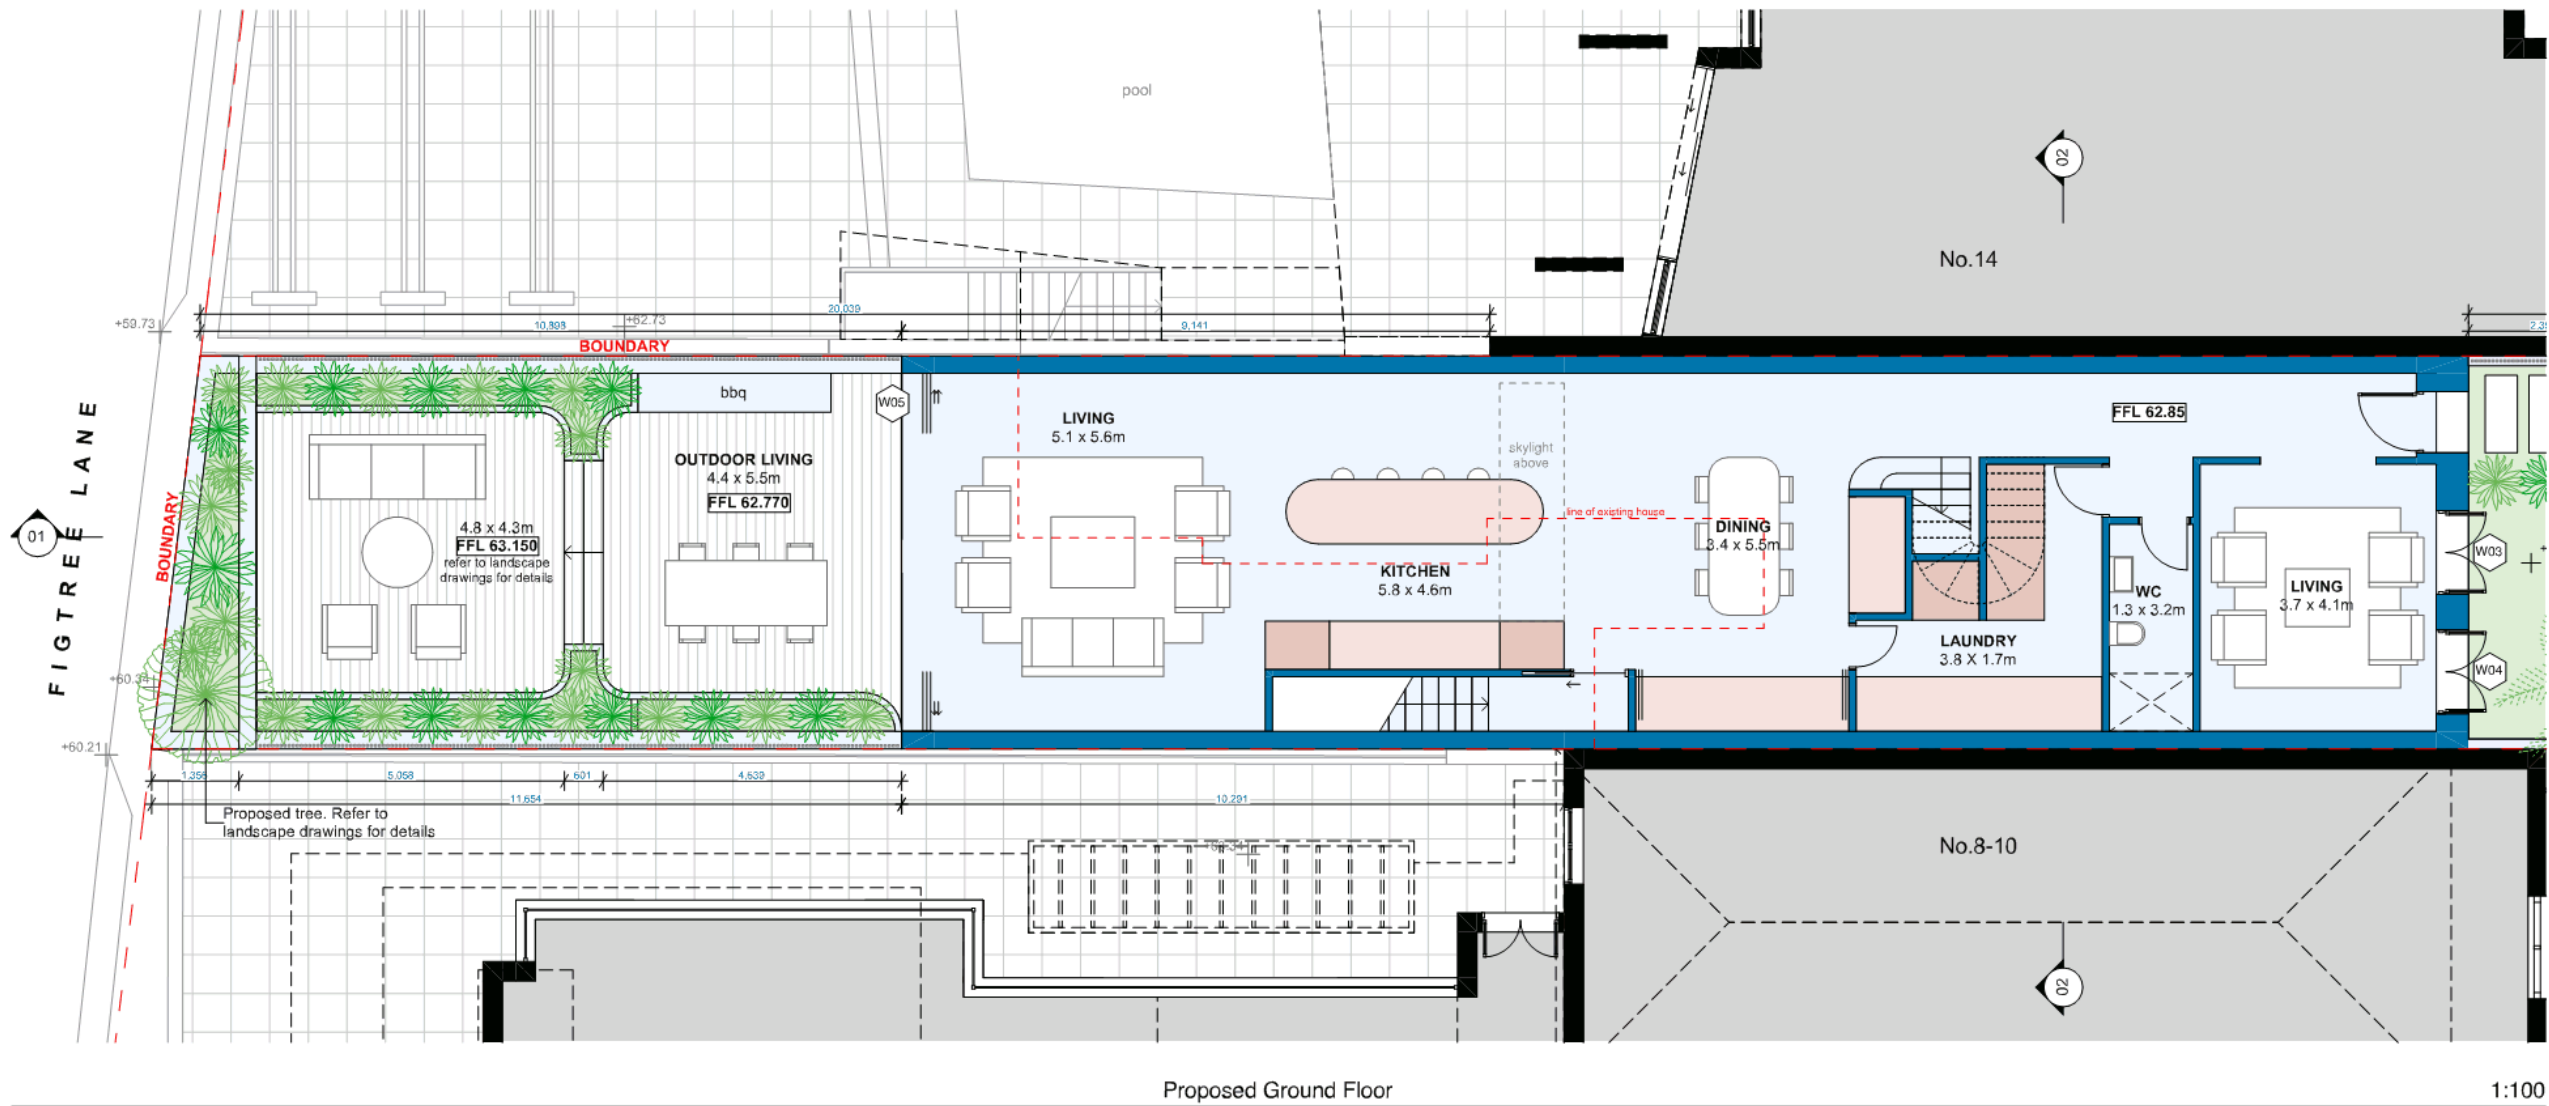 pool
02
No.14
+59.73
20,039
10,898
+62.73
9,141
BOUNDARY
bbq
W05
LIVING
5.1 x 5.6m
skylight
above
FFL 62.85
OUTDOOR LIVING
4.4 x 5.5m
FFL 62.770
FIGTREE LANE
01
BOUNDARY
4.8 x 4.3m
FFL 63.150
refer to landscape
drawings for details
line of existing house
DINING
3.4 x 5.5m
KITCHEN
5.8 x 4.6m
WC
1.3 x 3.2m
LIVING
3.7 x 4.1m
W03
LAUNDRY
3.8 X 1.7m
W04
+60.34
+60.21
1,356
5,058
601
4,639
11,654
10,291
Proposed tree. Refer to
landscape drawings for details
No.8-10
02
Proposed Ground Floor
1:100